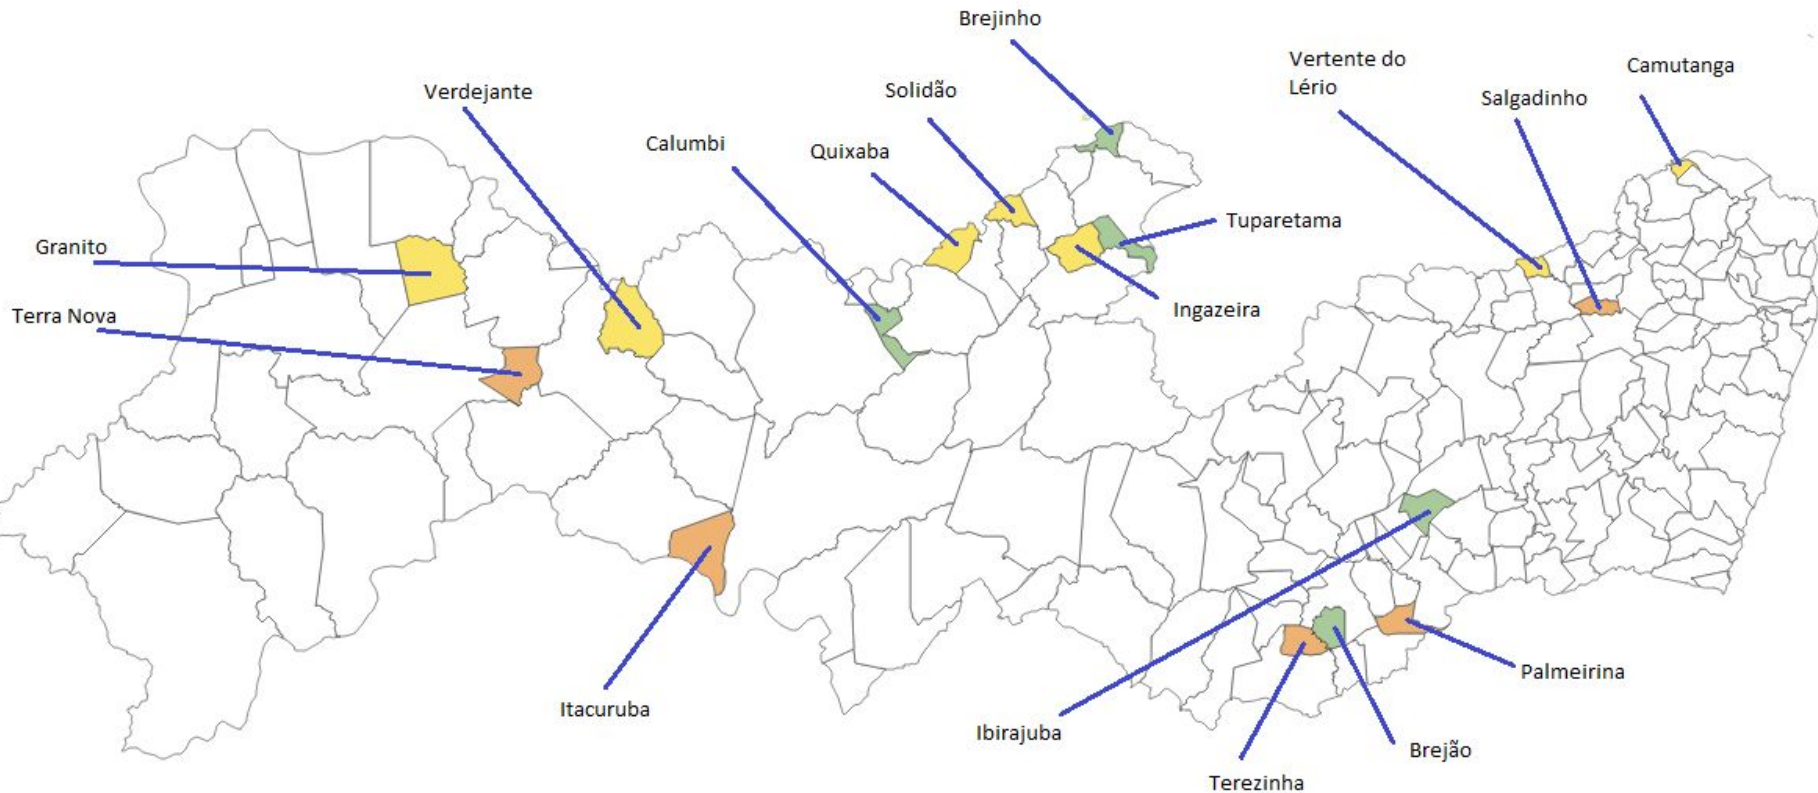 Brejinho
Vertente do
Lério
Camutanga
Verdejante
Solidão
Salgadinho
Calumbi
Quixaba
Tuparetama
Granito
Ingazeira
Terra Nova
Palmeirina
Itacuruba
Ibirajuba
Brejão
Terezinha